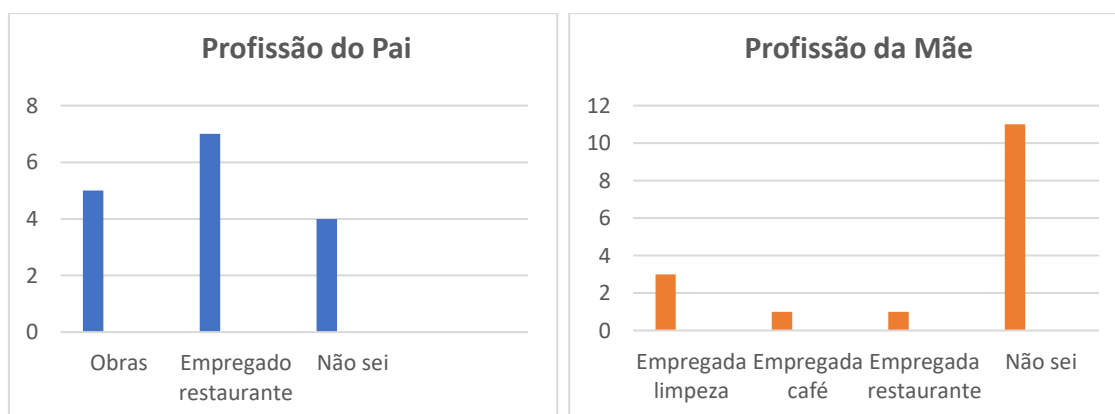 Profissão do Pai
8
6
4
2
0
Obras
Empregado
restaurante
Não sei
Profissão da Mãe
12
10
8
6
4
2
0
Empregada
limpeza
Empregada
café
Empregada
restaurante
Não sei